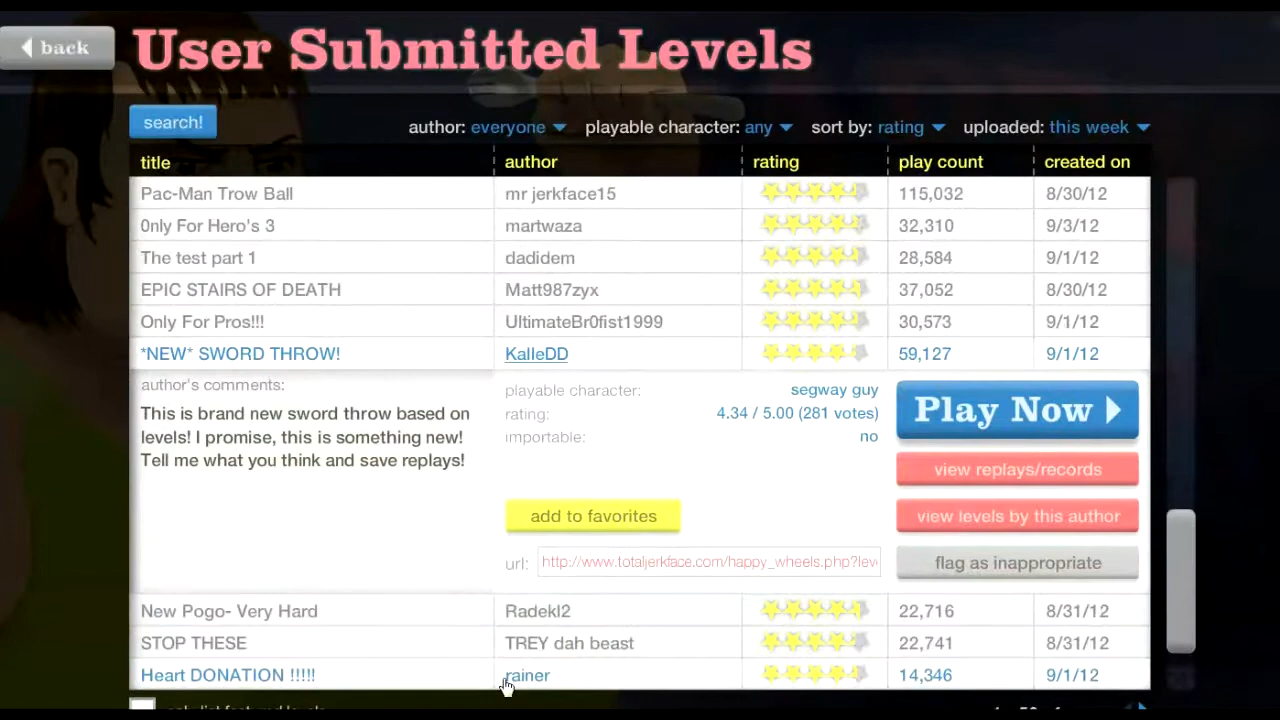 back
User Submitted Levels
search!
author: everyone playable character: any sort by: rating uploaded: this week
title author rating play count created on
Pac-Man Trow Ball mr jerkface15 115,032 8/30/12
0nly For Hero's 3 martwaza 32,310 9/3/12
The test part 1 dadidem 28,584 9/1/12
EPIC STAIRS OF DEATH Matt987zyx 37,052 8/30/12
Only For Pros!!! UltimateBr0fist1999 30,573 9/1/12
*NEW* SWORD THROW! KalleDD 59,127 9/1/12
author's comments:
This is brand new sword throw based on
levels! I promise, this is something new!
Tell me what you think and save replays!
playable character: segway guy
rating: 4.34 / 5.00 (281 votes)
importable: no
add to favorites
url: http://www.totaljerkface.com/happy_wheels.php?leve
Play Now
view replays/records
view levels by this author
flag as inappropriate
New Pogo- Very Hard Radekl2 22,716 8/31/12
STOP THESE TREY dah beast 22,741 8/31/12
Heart DONATION !!!!! rainer 14,346 9/1/12